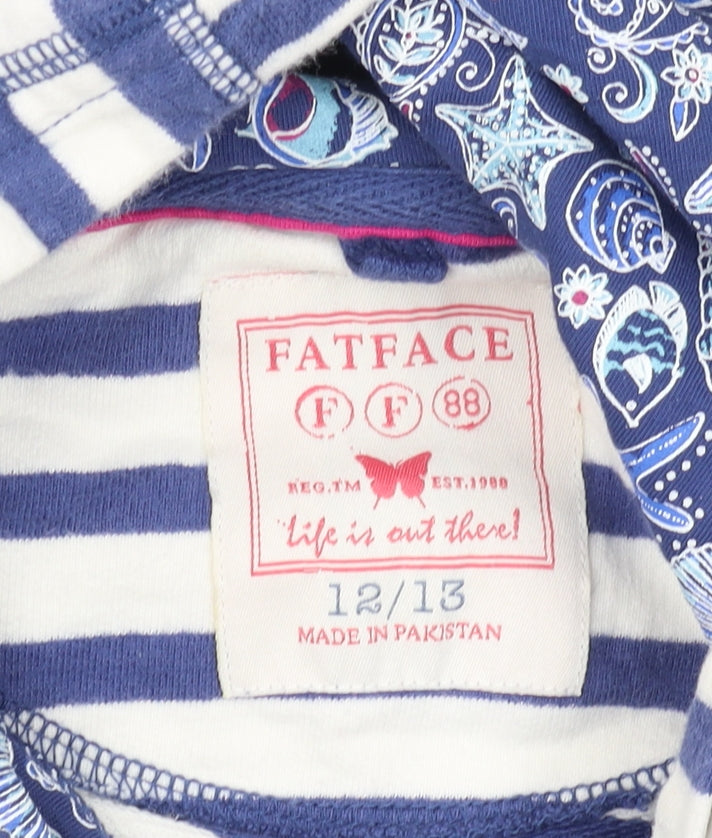 FATFACE
F F 88
REG.TM EST.1988
Life is out there!
12/13
MADE IN PAKISTAN